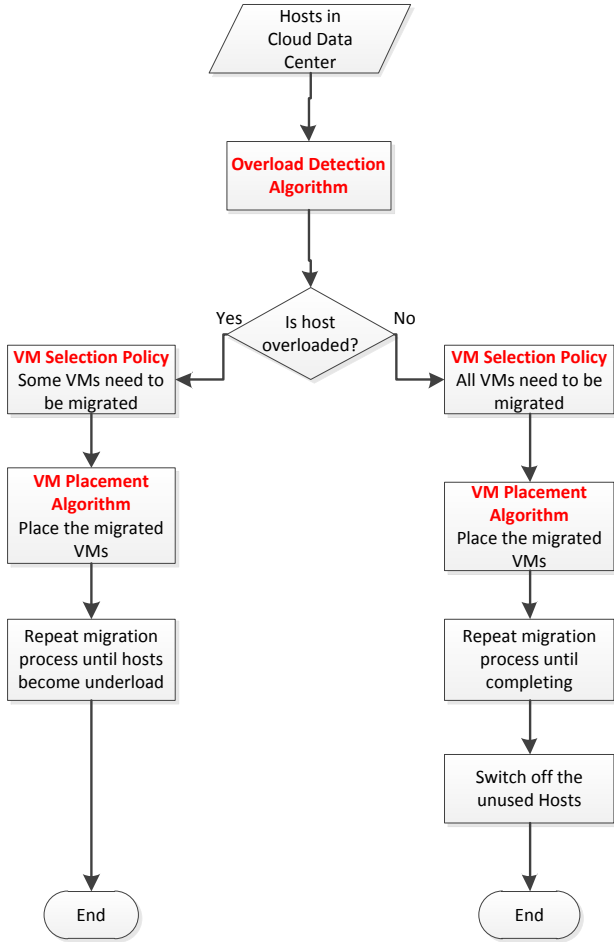 Hosts in
Cloud Data
Center
Overload Detection
Algorithm
Is host
overloaded?
Yes
No
VM Selection Policy
Some VMs need to
be migrated
VM Placement
Algorithm
Place the migrated
VMs
Repeat migration
process until hosts
become underload
End
VM Selection Policy
All VMs need to be
migrated
VM Placement
Algorithm
Place the migrated
VMs
Repeat migration
process until
completing
Switch off the
unused Hosts
End